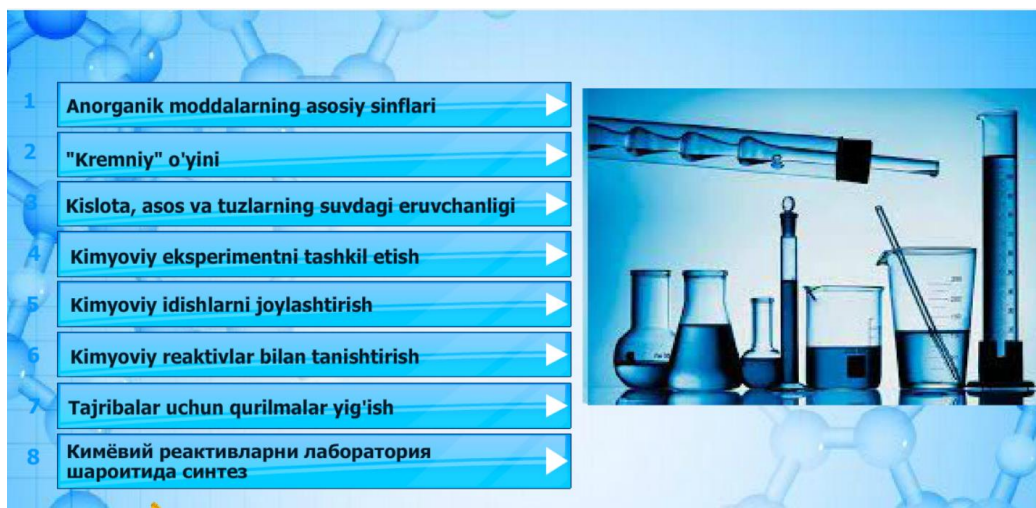 1 Anorganik moddalarning asosiy sinflari
2 "Kremniy" o'yini
3 Kislota, asos va tuzlarning suvdagi eruvchanligi
4 Kimyoviy eksperimentni tashkil etish
5 Kimyoviy idishlarni joylashtirish
6 Kimyoviy reaktivlar bilan tanishtirish
7 Tajribalar uchun qurilmalar yig'ish
8 Кимёвий реактивларни лаборатория
шароитида синтез